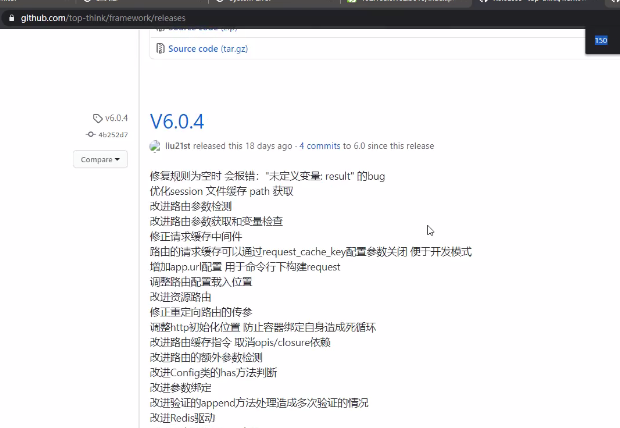 github.com/top-think/framework/releases
150
Source code (tar.gz)
V6.0.4
v6.0.4
liu21st released this 18 days ago · 4 commits to 6.0 since this release
4b252d7
Compare
修复规则为空时 会报错："未定义变量: result" 的bug
优化session 文件缓存 path 获取
改进路由参数检测
改进路由参数获取和变量检查
修正请求缓存中间件
路由的请求缓存可以通过request_cache_key配置参数关闭 便于开发模式
增加app.url配置 用于命令行下构建request
调整路由配置载入位置
改进资源路由
修正重定向路由的传参
调整http初始化位置 防止容器绑定自身造成死循环
改进路由缓存指令 取消opis/closure依赖
改进路由的额外参数检测
改进Config类的has方法判断
改进参数绑定
改进验证的append方法处理造成多次验证的情况
改进Redis驱动